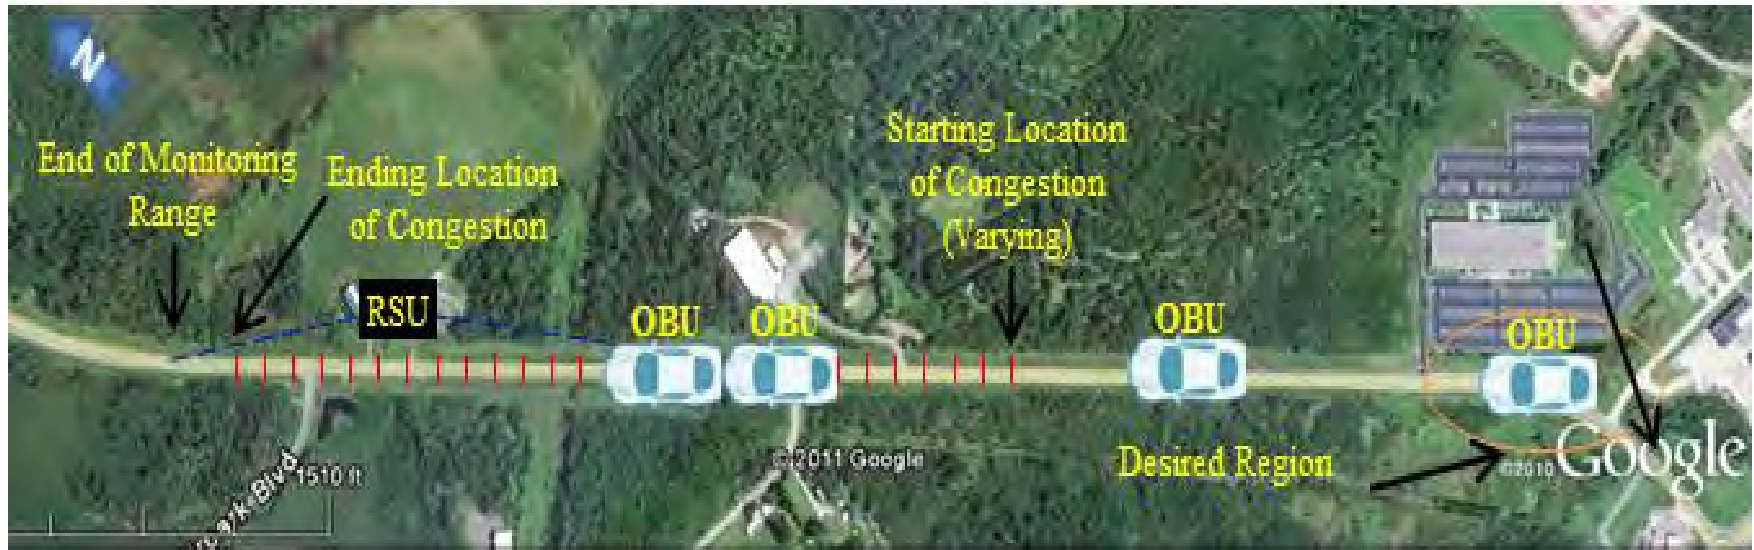 N
End of Monitoring
Range
Ending Location
of Congestion
Starting Location
of Congestion
(Varying)
RSU
OBU
OBU
OBU
OBU
Desired Region
©2011 Google
©2010 Google
1510 ft
Blvd